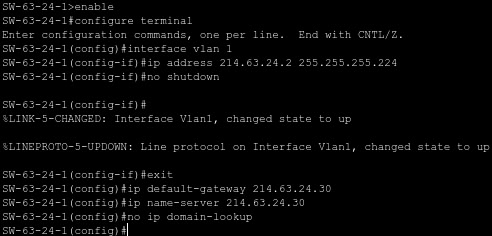 SW-63-24-1>enable
SW-63-24-1#configure terminal
Enter configuration commands, one per line.  End with CNTL/Z.
SW-63-24-1(config)#interface vlan 1
SW-63-24-1(config-if)#ip address 214.63.24.2 255.255.255.224
SW-63-24-1(config-if)#no shutdown

SW-63-24-1(config-if)#
%LINK-5-CHANGED: Interface Vlan1, changed state to up

%LINEPROTO-5-UPDOWN: Line protocol on Interface Vlan1, changed state to up

SW-63-24-1(config-if)#exit
SW-63-24-1(config)#ip default-gateway 214.63.24.30
SW-63-24-1(config)#ip name-server 214.63.24.30
SW-63-24-1(config)#no ip domain-lookup
SW-63-24-1(config)#